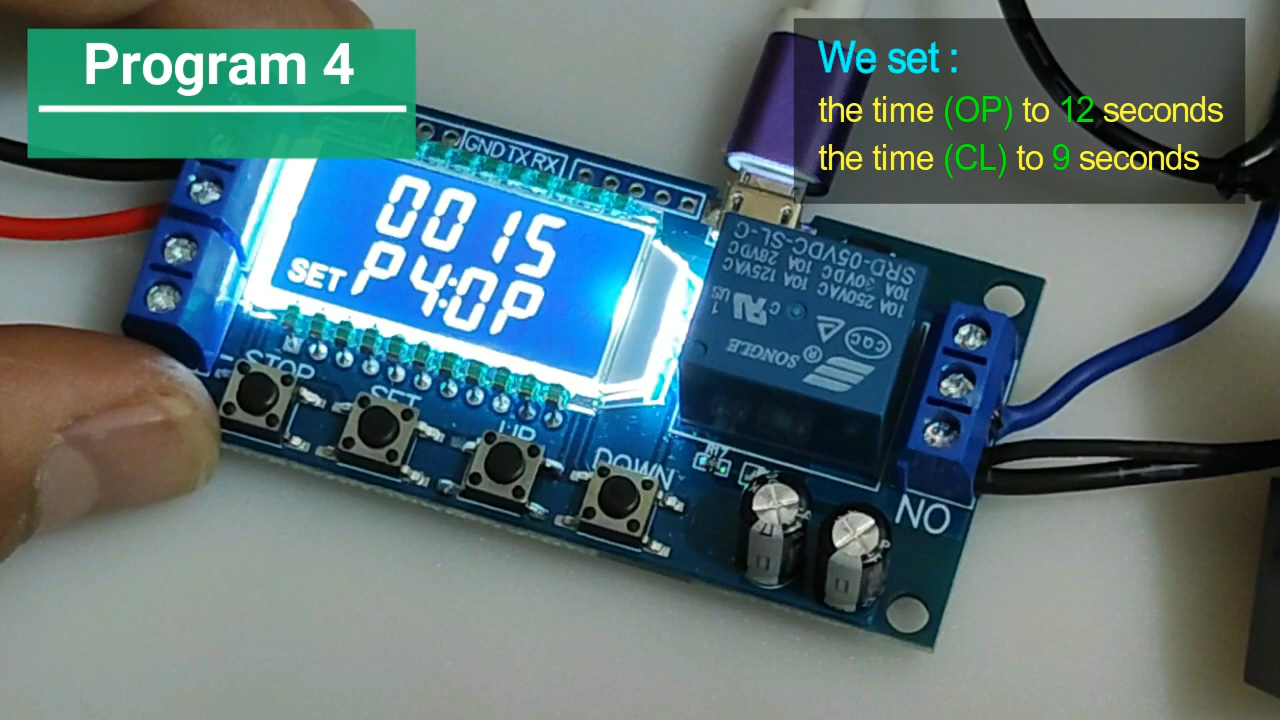 Program 4
We set :
the time (OP) to 12 seconds
the time (CL) to 9 seconds
GND TX RX
0015
SET P4:OP
SRD-05VDC-SL-C
10A 30VDC 10A 28VDC
10A 250VAC 10A 125VAC
SONGLE ®
CQC
c US
STOP
SET
UP
DOWN
NO